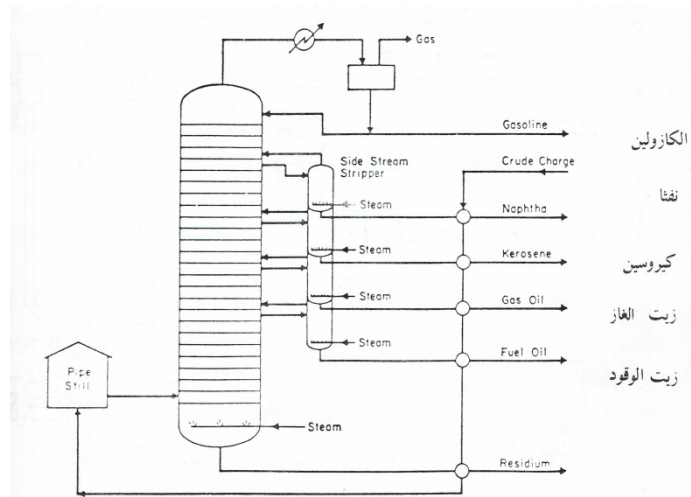 Gas
Gasoline
الكازولين
Side Stream
Stripper
Crude Charge
نفثا
Steam
Naphtha
Steam
Kerosene
كيروسين
Steam
Gas Oil
زيت الغاز
Steam
Fuel Oil
زيت الوقود
Pipe
Still
Steam
Residium